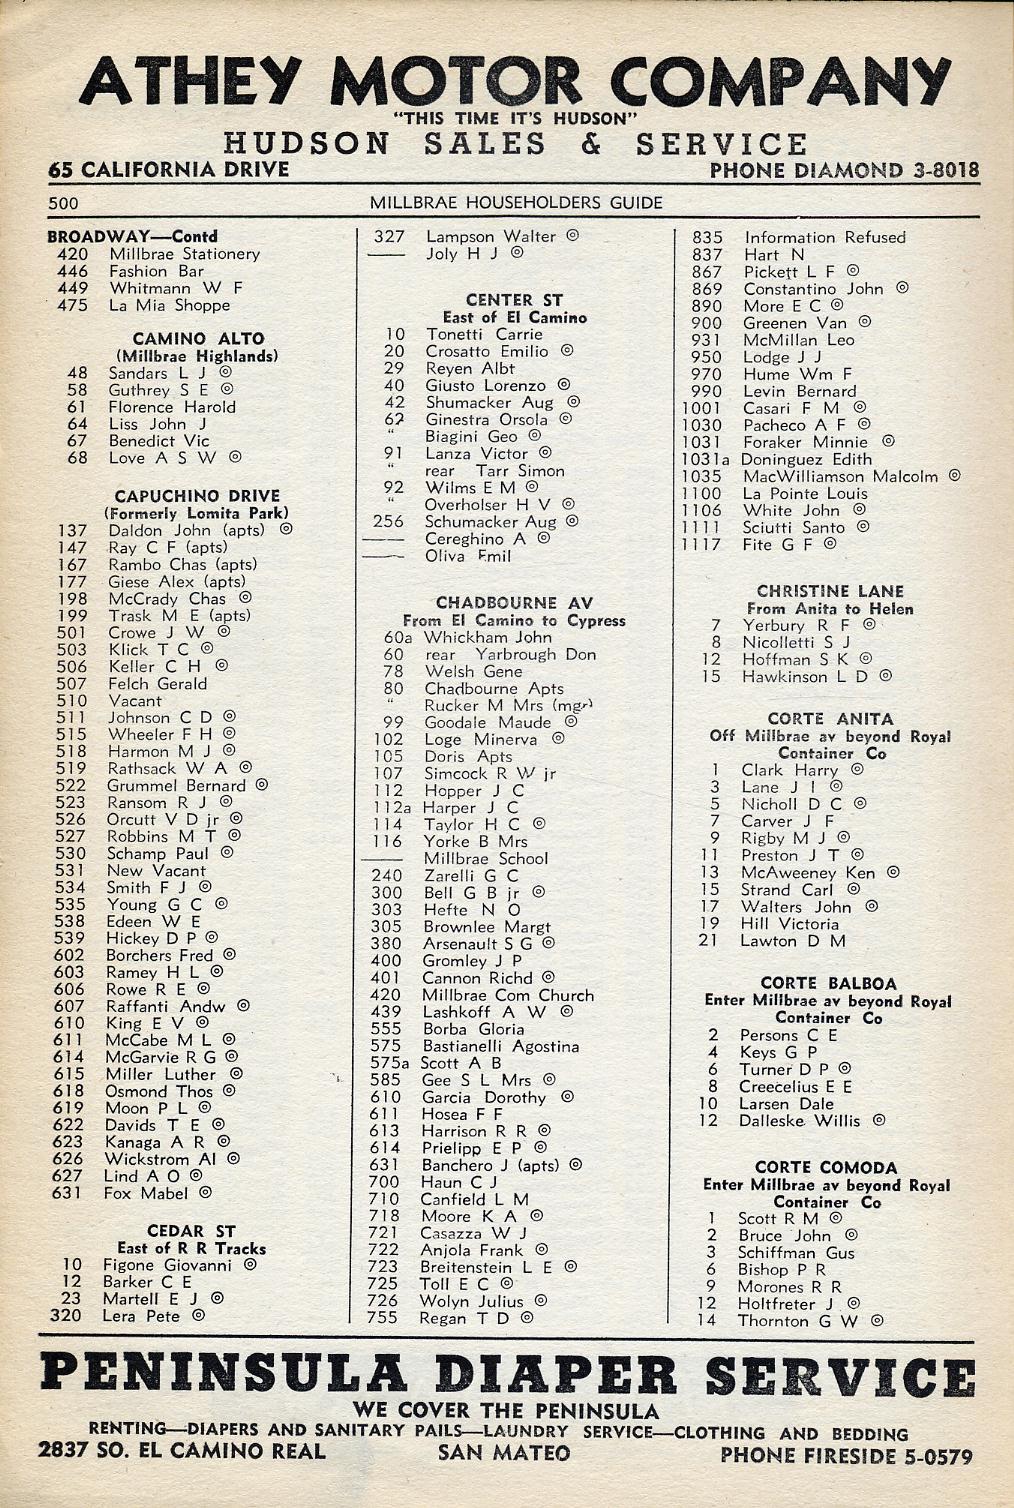 ATHEY MOTOR COMPANY
"THIS TIME IT'S HUDSON"
HUDSON SALES & SERVICE
65 CALIFORNIA DRIVE PHONE DIAMOND 3-8018
500 MILLBRAE HOUSEHOLDERS GUIDE
BROADWAY—Contd
420 Millbrae Stationery
446 Fashion Bar
449 Whitmann W F
475 La Mia Shoppe
CAMINO ALTO
(Millbrae Highlands)
48 Sandars L J ⓞ
58 Guthrey S E ⓞ
61 Florence Harold
64 Liss John J
67 Benedict Vic
68 Love A S W ⓞ
CAPUCHINO DRIVE
(Formerly Lomita Park)
137 Daldon John (apts) ⓞ
147 Ray C F (apts)
167 Rambo Chas (apts)
177 Giese Alex (apts)
198 McCrady Chas ⓞ
199 Trask M E (apts)
501 Crowe J W ⓞ
503 Klick T C ⓞ
506 Keller C H ⓞ
507 Felch Gerald
510 Vacant
511 Johnson C D ⓞ
515 Wheeler F H ⓞ
518 Harmon M J ⓞ
519 Rathsack W A ⓞ
522 Grummel Bernard ⓞ
523 Ransom R J ⓞ
526 Orcutt V D jr ⓞ
527 Robbins M T ⓞ
530 Schamp Paul ⓞ
531 New Vacant
534 Smith F J ⓞ
535 Young G C ⓞ
538 Edeen W E
539 Hickey D P ⓞ
602 Borchers Fred ⓞ
603 Ramey H L ⓞ
606 Rowe R E ⓞ
607 Raffanti Andw ⓞ
610 King E V ⓞ
611 McCabe M L ⓞ
614 McGarvie R G ⓞ
615 Miller Luther ⓞ
618 Osmond Thos ⓞ
619 Moon P L ⓞ
622 Davids T E ⓞ
623 Kanaga A R ⓞ
626 Wickstrom Al ⓞ
627 Lind A O ⓞ
631 Fox Mabel ⓞ
CEDAR ST
East of R R Tracks
10 Figone Giovanni ⓞ
12 Barker C E
23 Martell E J ⓞ
320 Lera Pete ⓞ
327 Lampson Walter ⓞ
—— Joly H J ⓞ
CENTER ST
East of El Camino
10 Tonetti Carrie
20 Crosatto Emilio ⓞ
29 Reyen Albt
40 Giusto Lorenzo ⓞ
42 Shumacker Aug ⓞ
62 Ginestra Orsola ⓞ
" Biagini Geo ⓞ
91 Lanza Victor ⓞ
" rear Tarr Simon
92 Wilms E M ⓞ
" Overholser H V ⓞ
256 Schumacker Aug ⓞ
—— Cereghino A ⓞ
—— Oliva Emil
CHADBOURNE AV
From El Camino to Cypress
60a Whickham John
60 rear Yarbrough Don
78 Welsh Gene
80 Chadbourne Apts
" Rucker M Mrs (mgr)
99 Goodale Maude ⓞ
102 Loge Minerva ⓞ
105 Doris Apts
107 Simcock R W jr
112 Hopper J C
112a Harper J C
114 Taylor H C ⓞ
116 Yorke B Mrs
—— Millbrae School
240 Zarelli G C
300 Bell G B jr ⓞ
303 Hefte N O
305 Brownlee Margt
380 Arsenault S G ⓞ
400 Gromley J P
401 Cannon Richd ⓞ
420 Millbrae Com Church
439 Lashkoff A W ⓞ
555 Borba Gloria
575 Bastianelli Agostina
575a Scott A B
585 Gee S L Mrs ⓞ
610 Garcia Dorothy ⓞ
611 Hosea F F
613 Harrison R R ⓞ
614 Prielipp E P ⓞ
631 Banchero J (apts) ⓞ
700 Haun C J
710 Canfield L M
718 Moore K A ⓞ
721 Casazza W J
722 Anjola Frank ⓞ
723 Breitenstein L E ⓞ
725 Toll E C ⓞ
726 Wolyn Julius ⓞ
755 Regan T D ⓞ
835 Information Refused
837 Hart N
867 Pickett L F ⓞ
869 Constantino John ⓞ
890 More E C ⓞ
900 Greenen Van ⓞ
931 McMillan Leo
950 Lodge J J
970 Hume Wm F
990 Levin Bernard
1001 Casari F M ⓞ
1030 Pacheco A F ⓞ
1031 Foraker Minnie ⓞ
1031a Doninguez Edith
1035 MacWilliamson Malcolm ⓞ
1100 La Pointe Louis
1106 White John ⓞ
1111 Sciutti Santo ⓞ
1117 Fite G F ⓞ
CHRISTINE LANE
From Anita to Helen
7 Yerbury R F ⓞ
8 Nicolletti S J
12 Hoffman S K ⓞ
15 Hawkinson L D ⓞ
CORTE ANITA
Off Millbrae av beyond Royal
Container Co
1 Clark Harry ⓞ
3 Lane J I ⓞ
5 Nicholl D C ⓞ
7 Carver J F
9 Rigby M J ⓞ
11 Preston J T ⓞ
13 McAweeney Ken ⓞ
15 Strand Carl ⓞ
17 Walters John ⓞ
19 Hill Victoria
21 Lawton D M
CORTE BALBOA
Enter Millbrae av beyond Royal
Container Co
2 Persons C E
4 Keys G P
6 Turner D P ⓞ
8 Creecelius E E
10 Larsen Dale
12 Dalleske Willis ⓞ
CORTE COMODA
Enter Millbrae av beyond Royal
Container Co
1 Scott R M ⓞ
2 Bruce John ⓞ
3 Schiffman Gus
6 Bishop P R
9 Morones R R
12 Holtfreter J ⓞ
14 Thornton G W ⓞ
PENINSULA DIAPER SERVICE
WE COVER THE PENINSULA
RENTING—DIAPERS AND SANITARY PAILS—LAUNDRY SERVICE—CLOTHING AND BEDDING
2837 SO. EL CAMINO REAL SAN MATEO PHONE FIRESIDE 5-0579